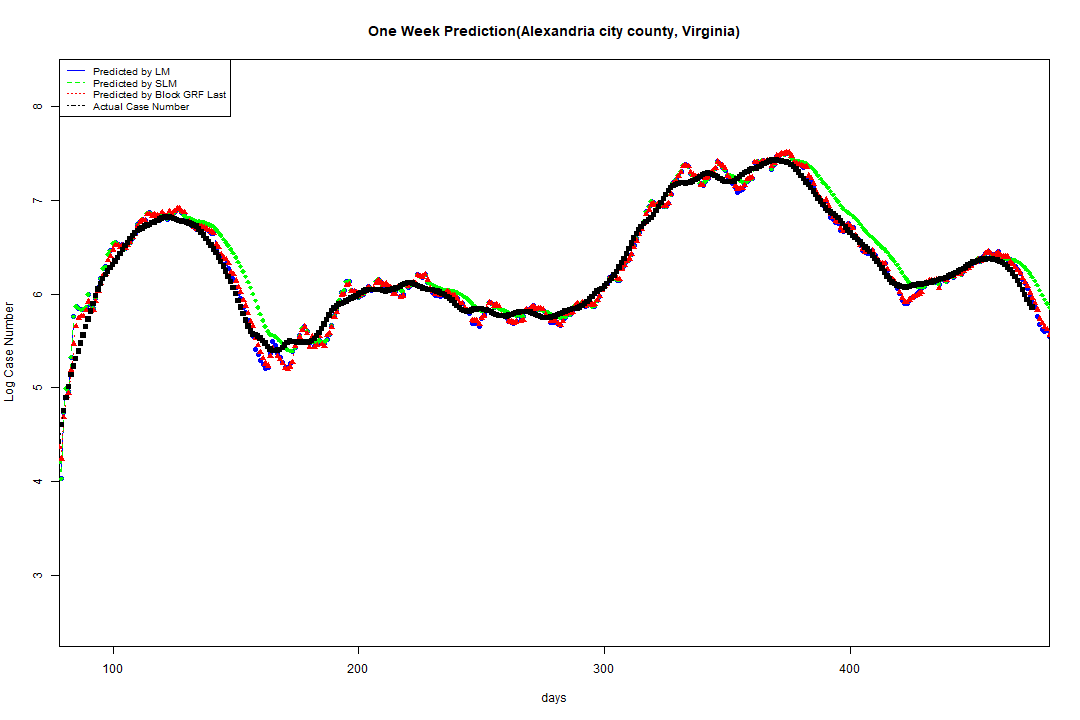 One Week Prediction(Alexandria city county, Virginia)
Predicted by LM
Predicted by SLM
Predicted by Block GRF Last
Actual Case Number
8
7
6
5
4
3
Log Case Number
100 200 300 400
days